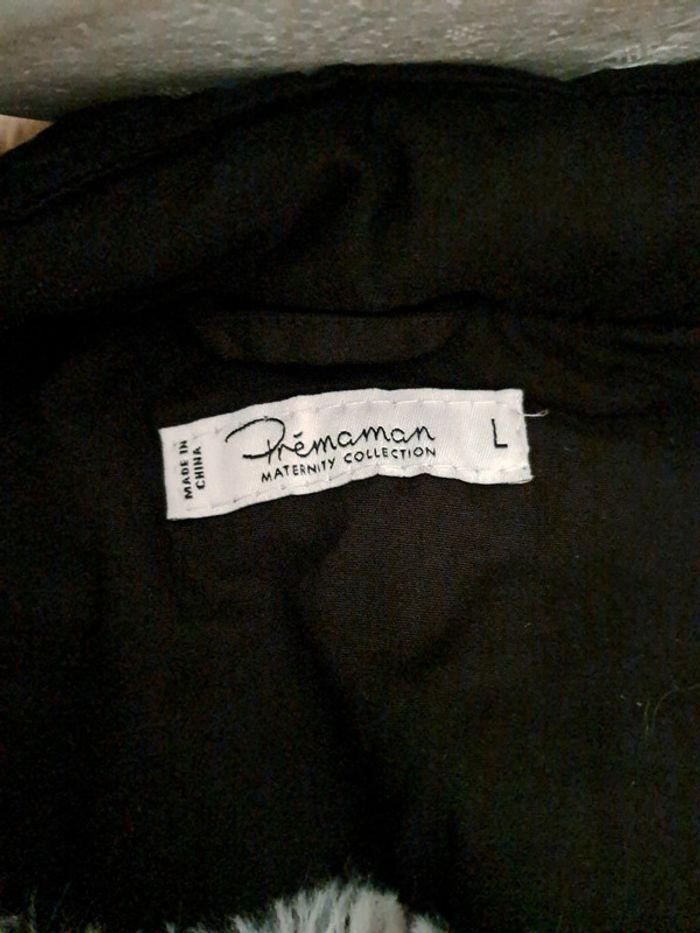 MADE IN
CHINA
Prémaman
MATERNITY COLLECTION
L